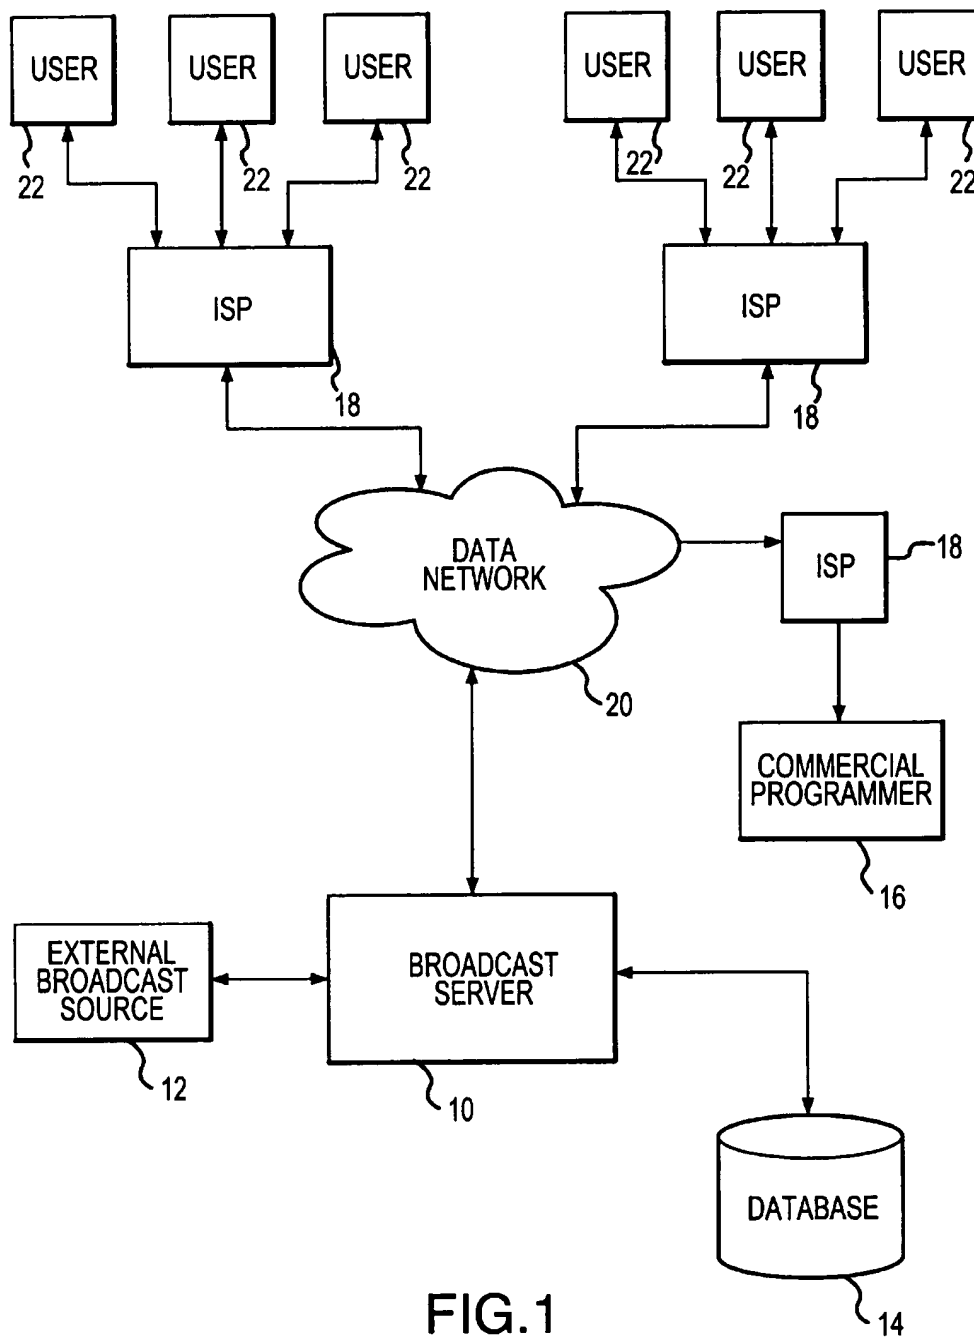 USER
USER
USER
USER
USER
USER
22
22
22
22
22
22
ISP
ISP
18
18
DATA
NETWORK
ISP
18
20
COMMERCIAL
PROGRAMMER
16
EXTERNAL
BROADCAST
SOURCE
BROADCAST
SERVER
12
10
DATABASE
14
FIG.1